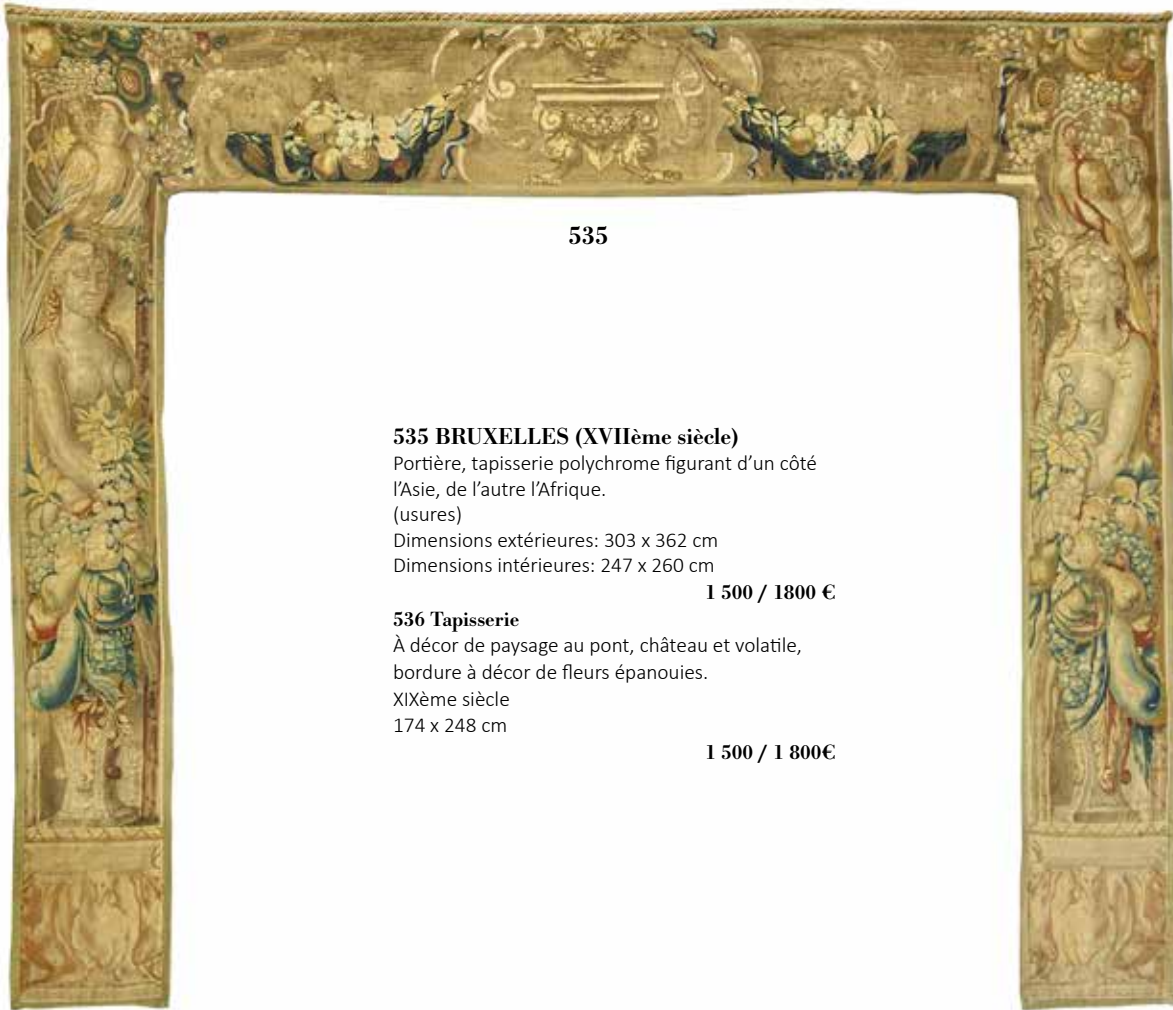 535
535 BRUXELLES (XVIIème siècle)
Portière, tapisserie polychrome figurant d’un côté
l’Asie, de l’autre l’Afrique.
(usures)
Dimensions extérieures: 303 x 362 cm
Dimensions intérieures: 247 x 260 cm
1 500 / 1800 €
536 Tapisserie
À décor de paysage au pont, château et volatile,
bordure à décor de fleurs épanouies.
XIXème siècle
174 x 248 cm
1 500 / 1 800€